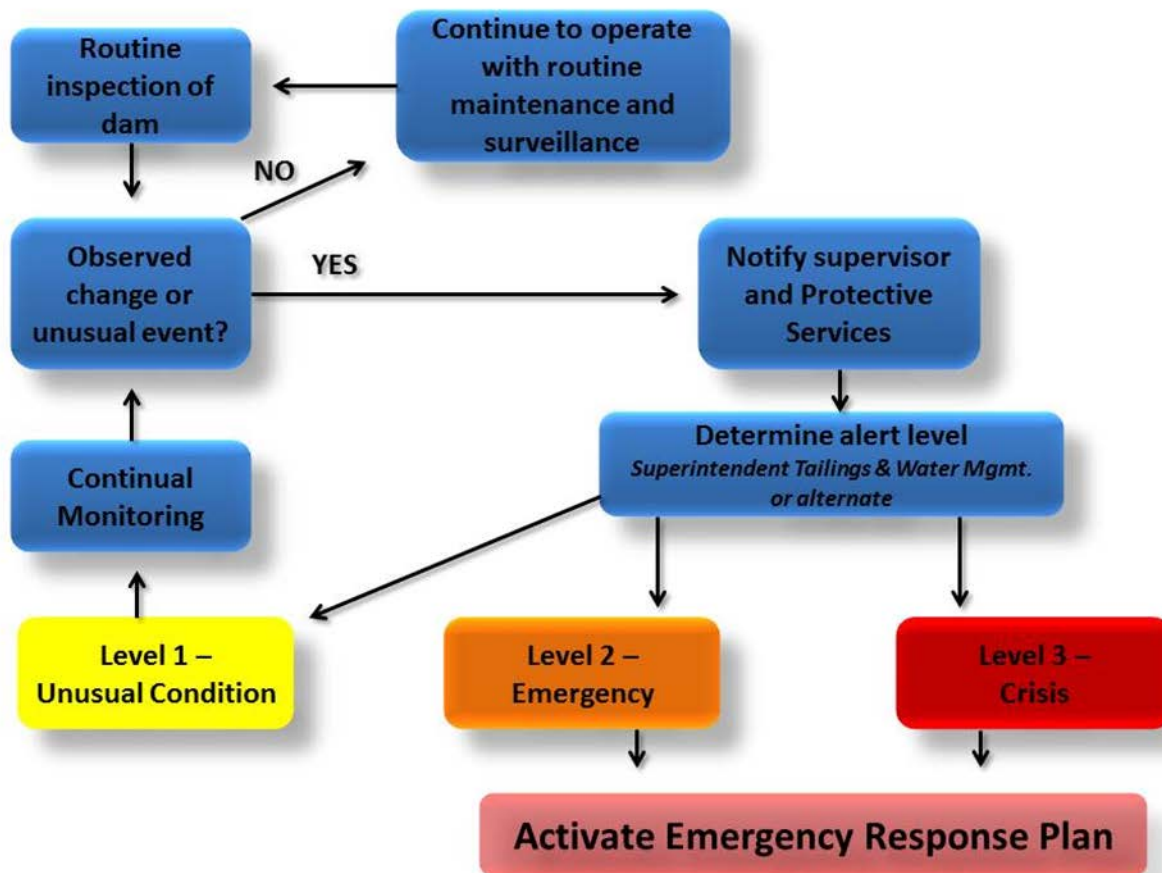 Routine
inspection of
dam
Continue to operate
with routine
maintenance and
surveillance
NO
Observed
change or
unusual event?
YES
Notify supervisor
and Protective
Services
Continual
Monitoring
Determine alert level
Superintendent Tailings & Water Mgmt.
or alternate
Level 1 –
Unusual Condition
Level 2 –
Emergency
Level 3 –
Crisis
Activate Emergency Response Plan